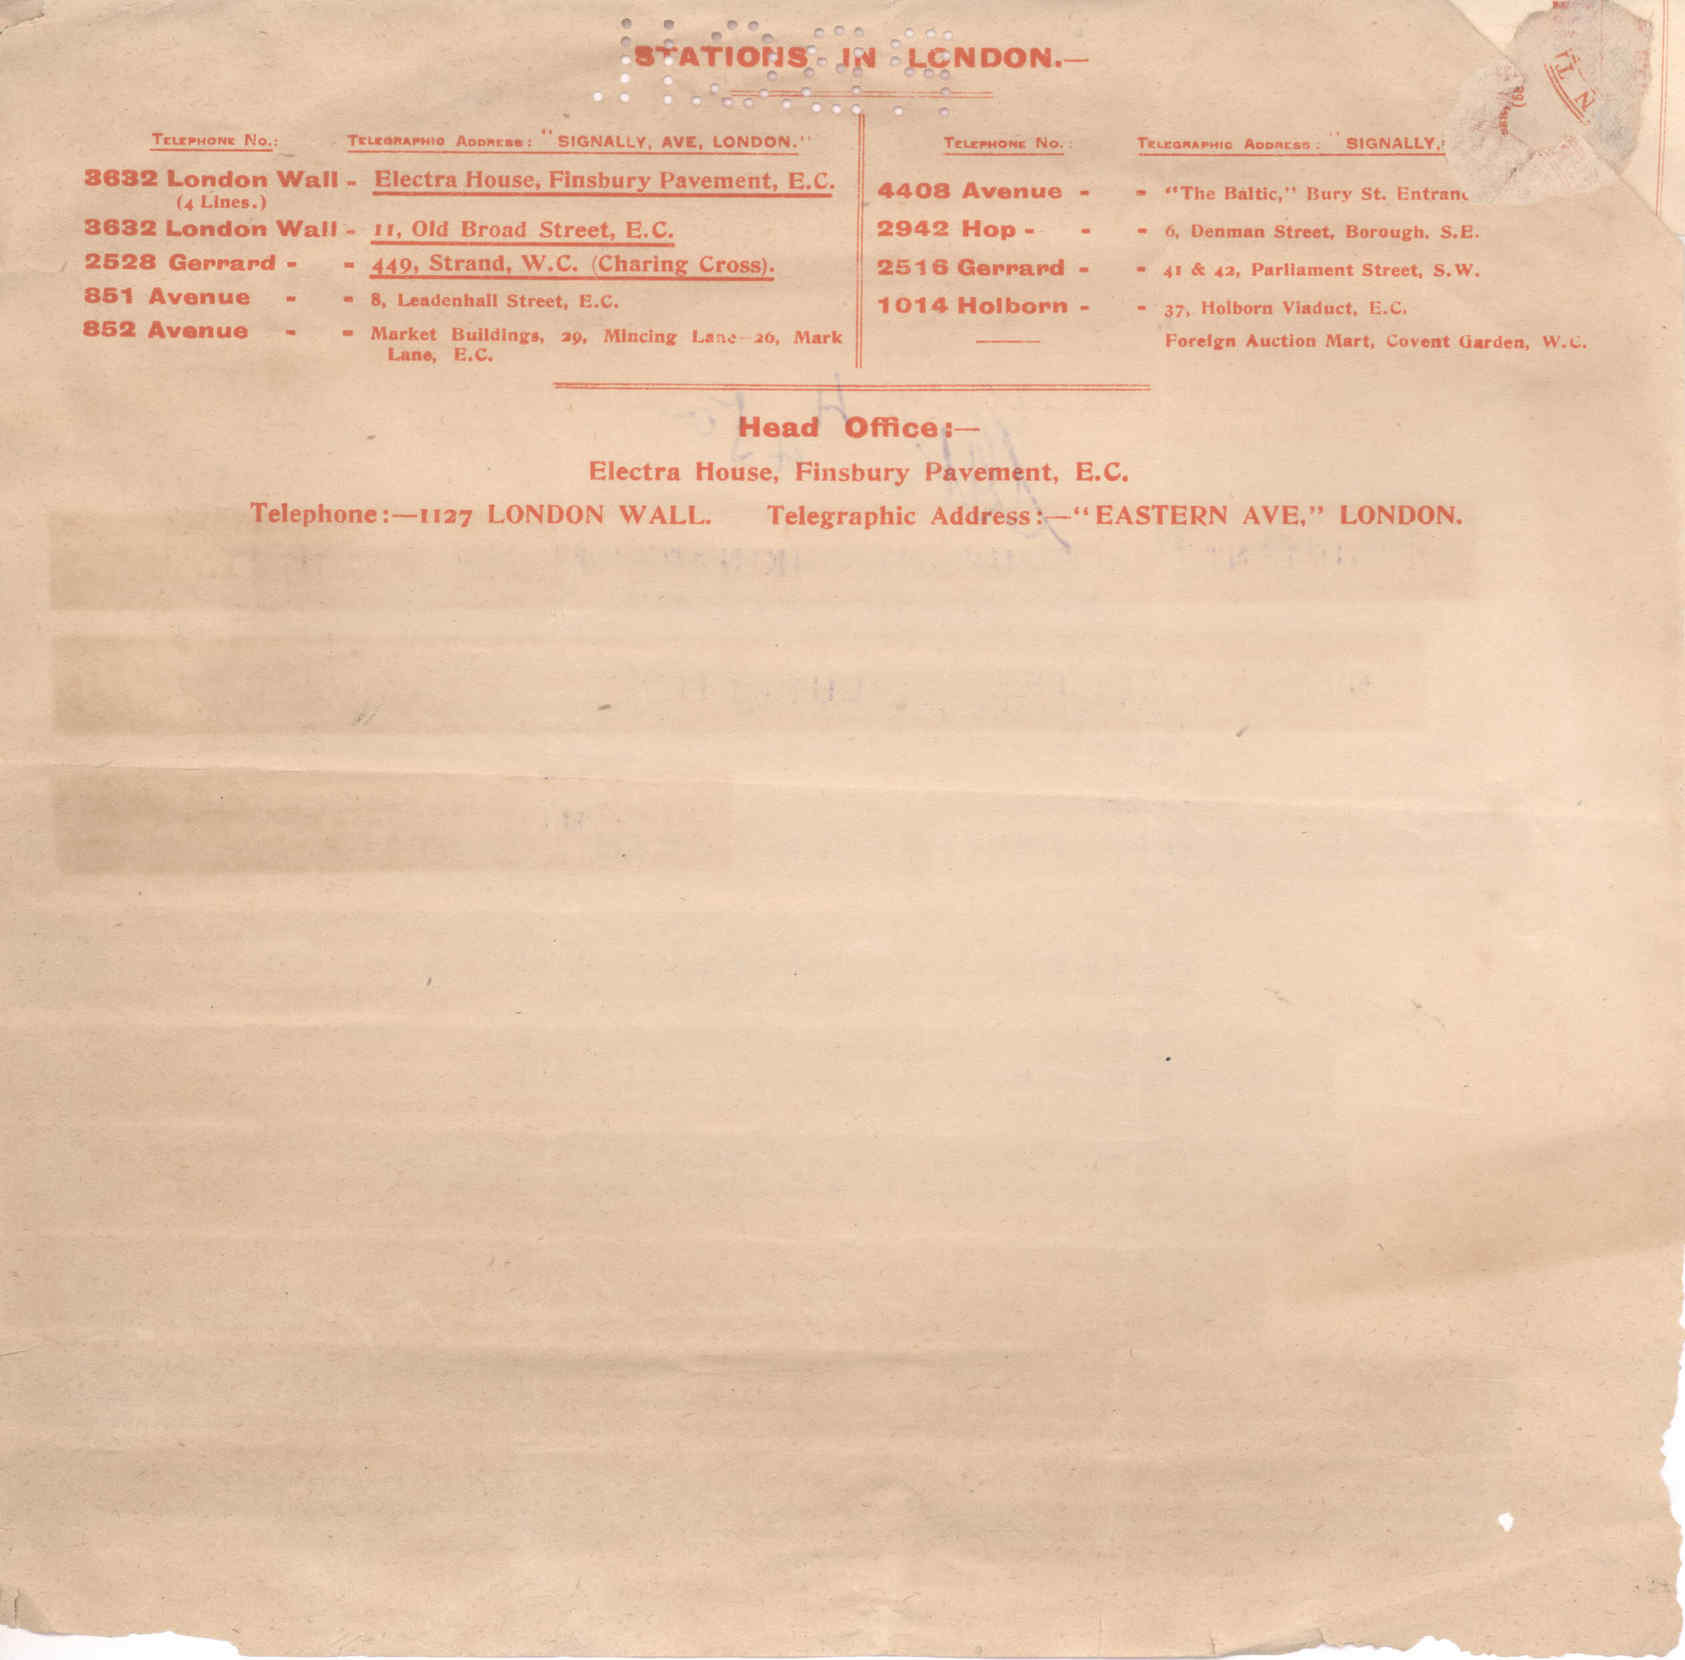 STATIONS IN LONDON.—
TELEPHONE No.: TELEGRAPHIC ADDRESS: "SIGNALLY, AVE, LONDON."
3632 London Wall - Electra House, Finsbury Pavement, E.C.
(4 Lines.)
3632 London Wall - 11, Old Broad Street, E.C.
2528 Gerrard - - 449, Strand, W.C. (Charing Cross).
851 Avenue - - 8, Leadenhall Street, E.C.
852 Avenue - - Market Buildings, 29, Mincing Lane—26, Mark
Lane, E.C.
TELEPHONE No.: TELEGRAPHIC ADDRESS: "SIGNALLY,
4408 Avenue - - "The Baltic," Bury St.
2942 Hop - - - 6, Denman Street, Borough, S.E.
2516 Gerrard - - 41 & 42, Parliament Street, S.W.
1014 Holborn - - 37, Holborn Viaduct, E.C.
—— Foreign Auction Mart, Covent Garden, W.C.
Head Office:—
Electra House, Finsbury Pavement, E.C.
Telephone:—1127 LONDON WALL. Telegraphic Address:—"EASTERN AVE," LONDON.